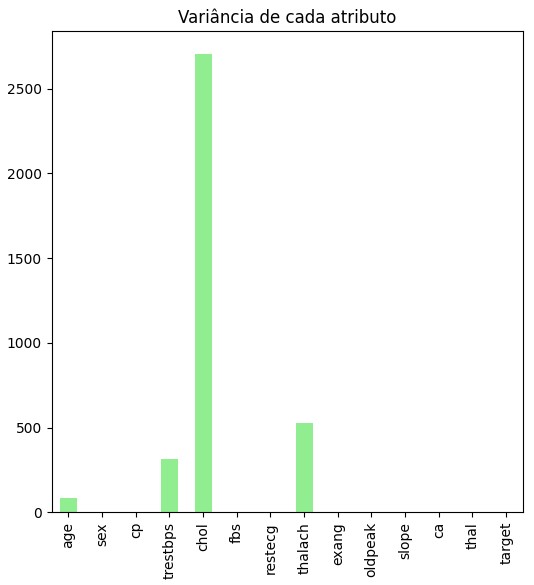 Variância de cada atributo
2500
2000
1500
1000
500
0
age
sex
cp
trestbps
chol
fbs
restecg
thalach
exang
oldpeak
slope
ca
thal
target